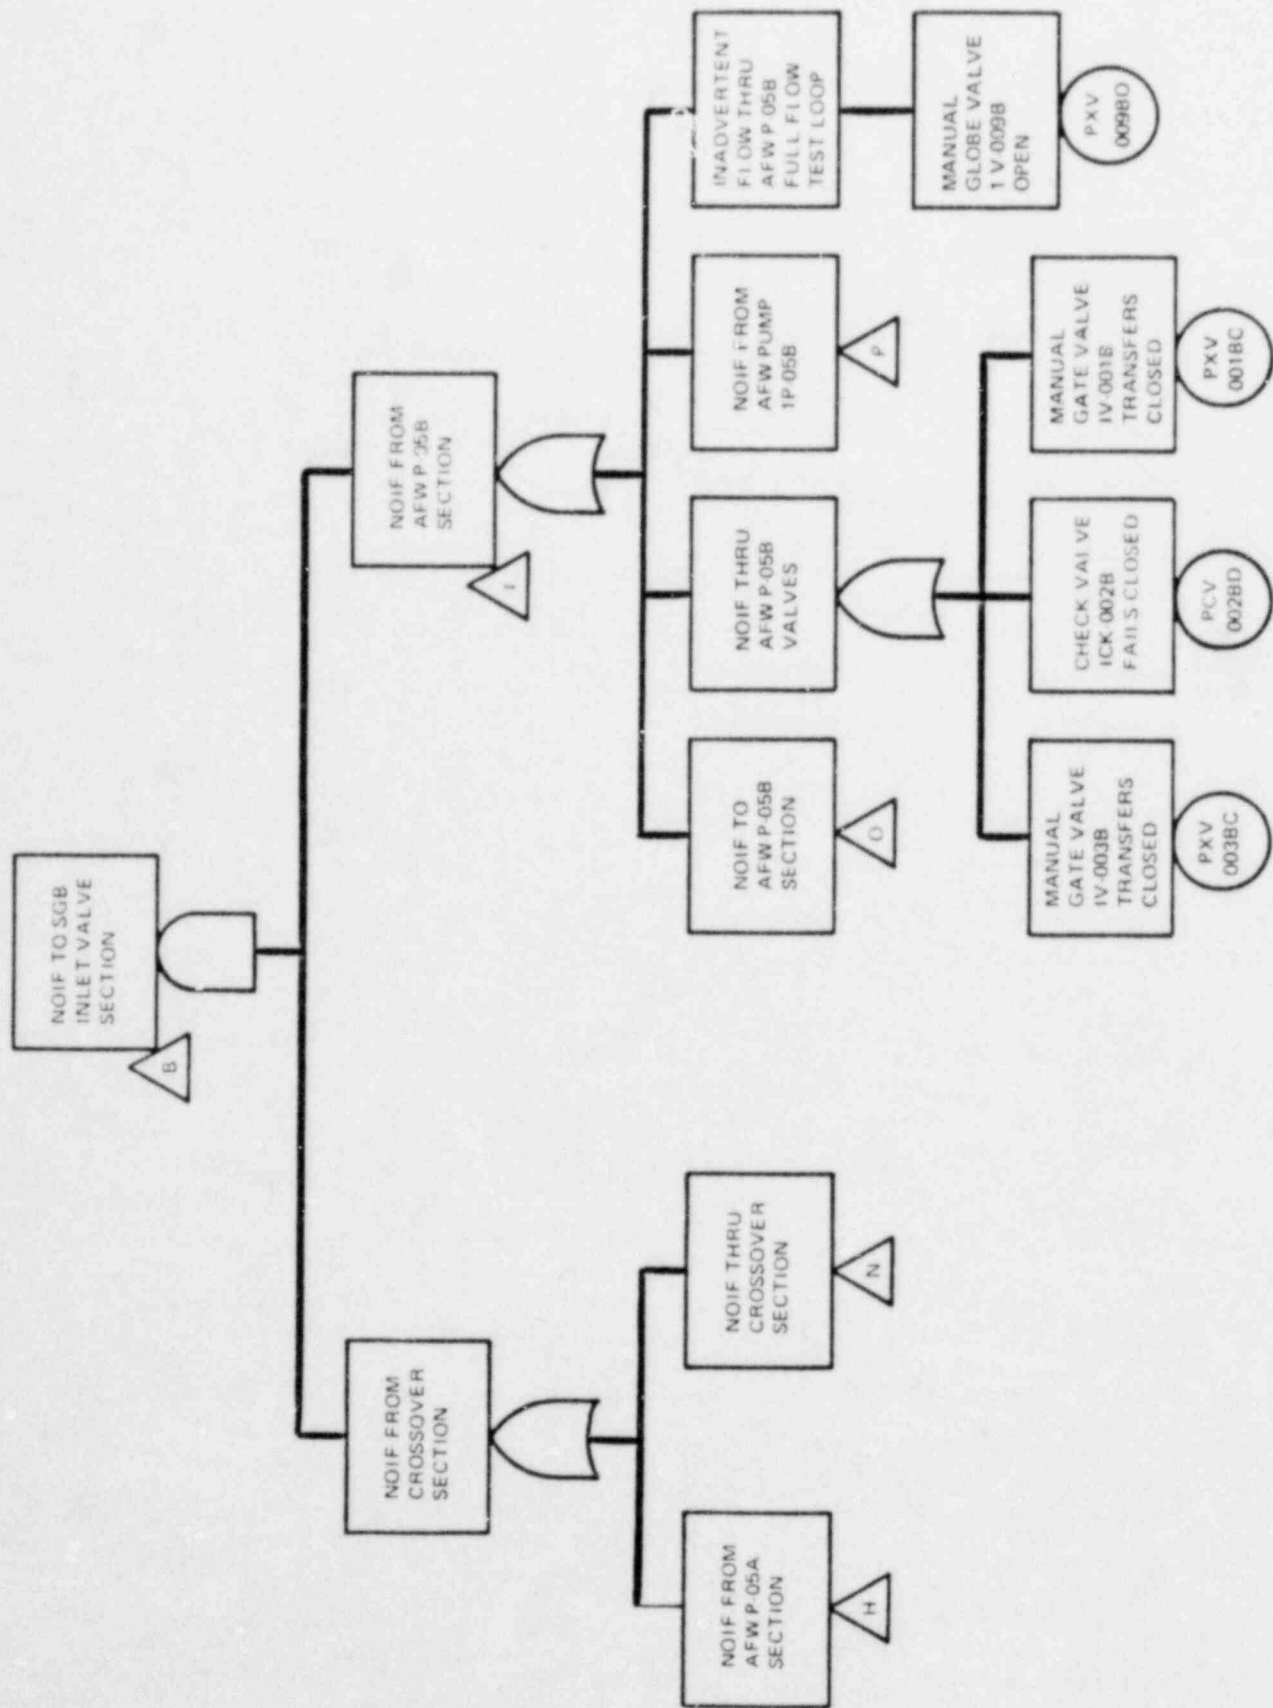 NOIF TO SGB
INLET VALVE
SECTION
B
NOIF FROM
CROSSOVER
SECTION
NOIF FROM
AFW P-05B
SECTION
I
NOIF FROM
AFW P-05A
SECTION
H
NOIF THRU
CROSSOVER
SECTION
N
NOIF TO
AFW P-05B
SECTION
O
NOIF THRU
AFW P-05B
VALVES
NOIF FROM
AFW PUMP
1P-05B
P
INADVERTENT
FLOW THRU
AFW P-05B
FULL FLOW
TEST LOOP
MANUAL
GATE VALVE
IV-003B
TRANSFERS
CLOSED
PXV
003BC
CHECK VALVE
ICK-002B
FAILS CLOSED
PCV
002BD
MANUAL
GATE VALVE
IV-001B
TRANSFERS
CLOSED
PXV
001BC
MANUAL
GLOBE VALVE
1 V-009B
OPEN
PXV
009BO